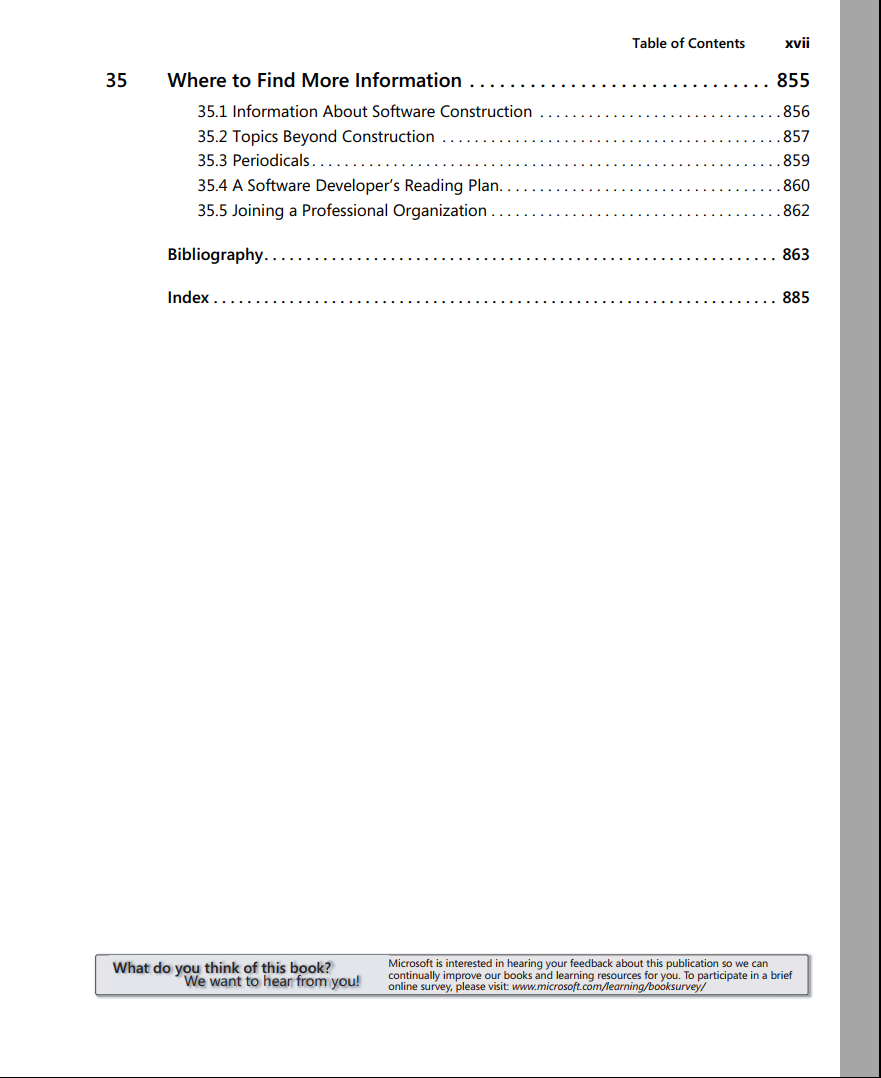 Table of Contents xvii
35 Where to Find More Information . . . . . . . . . . . . . . . . . . . . . . . . . . . . . . 855
35.1 Information About Software Construction . . . . . . . . . . . . . . . . . . . . . . . . . . . . . .856
35.2 Topics Beyond Construction . . . . . . . . . . . . . . . . . . . . . . . . . . . . . . . . . . . . . . . . . .857
35.3 Periodicals. . . . . . . . . . . . . . . . . . . . . . . . . . . . . . . . . . . . . . . . . . . . . . . . . . . . . . . . . .859
35.4 A Software Developer’s Reading Plan. . . . . . . . . . . . . . . . . . . . . . . . . . . . . . . . . . .860
35.5 Joining a Professional Organization . . . . . . . . . . . . . . . . . . . . . . . . . . . . . . . . . . . .862
Bibliography. . . . . . . . . . . . . . . . . . . . . . . . . . . . . . . . . . . . . . . . . . . . . . . . . . . . . . . . . . . . . 863
Index . . . . . . . . . . . . . . . . . . . . . . . . . . . . . . . . . . . . . . . . . . . . . . . . . . . . . . . . . . . . . . . . . . . 885
What do you think of this book?
We want to hear from you!
Microsoft is interested in hearing your feedback about this publication so we can
continually improve our books and learning resources for you. To participate in a brief
online survey, please visit: www.microsoft.com/learning/booksurvey/